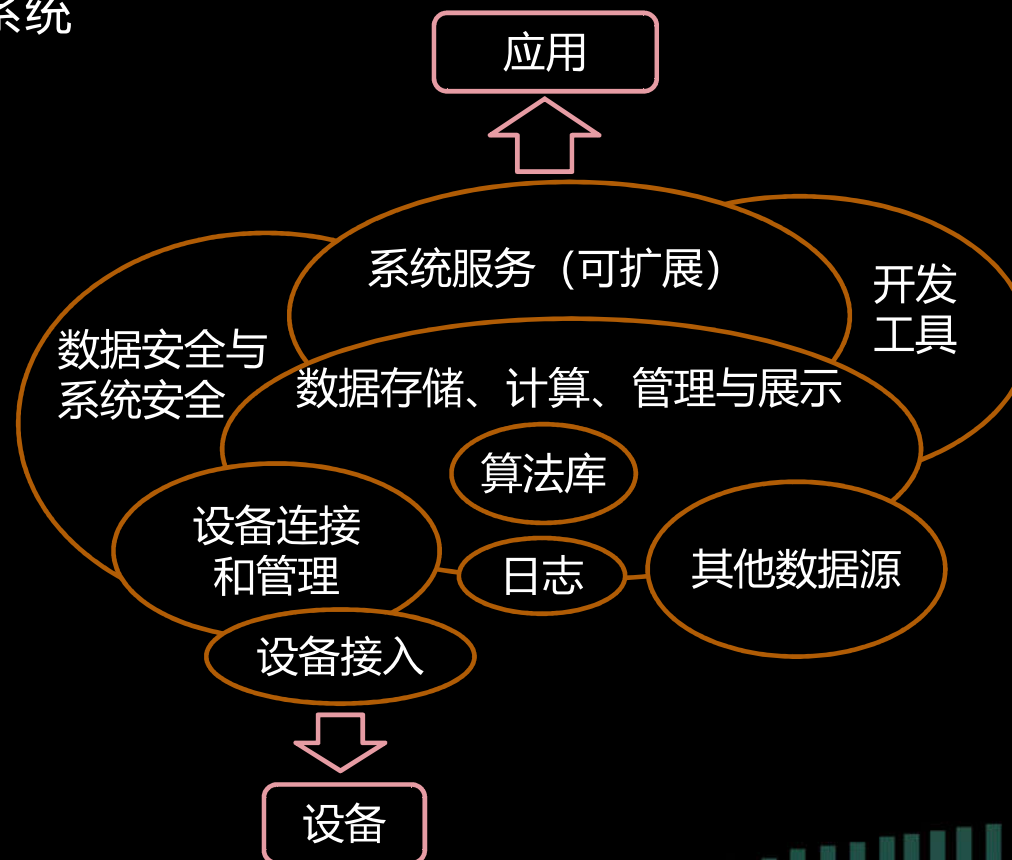 系统
应用
系统服务（可扩展）
开发
工具
数据安全与
系统安全
数据存储、计算、管理与展示
算法库
设备连接
和管理
日志
其他数据源
设备接入
设备